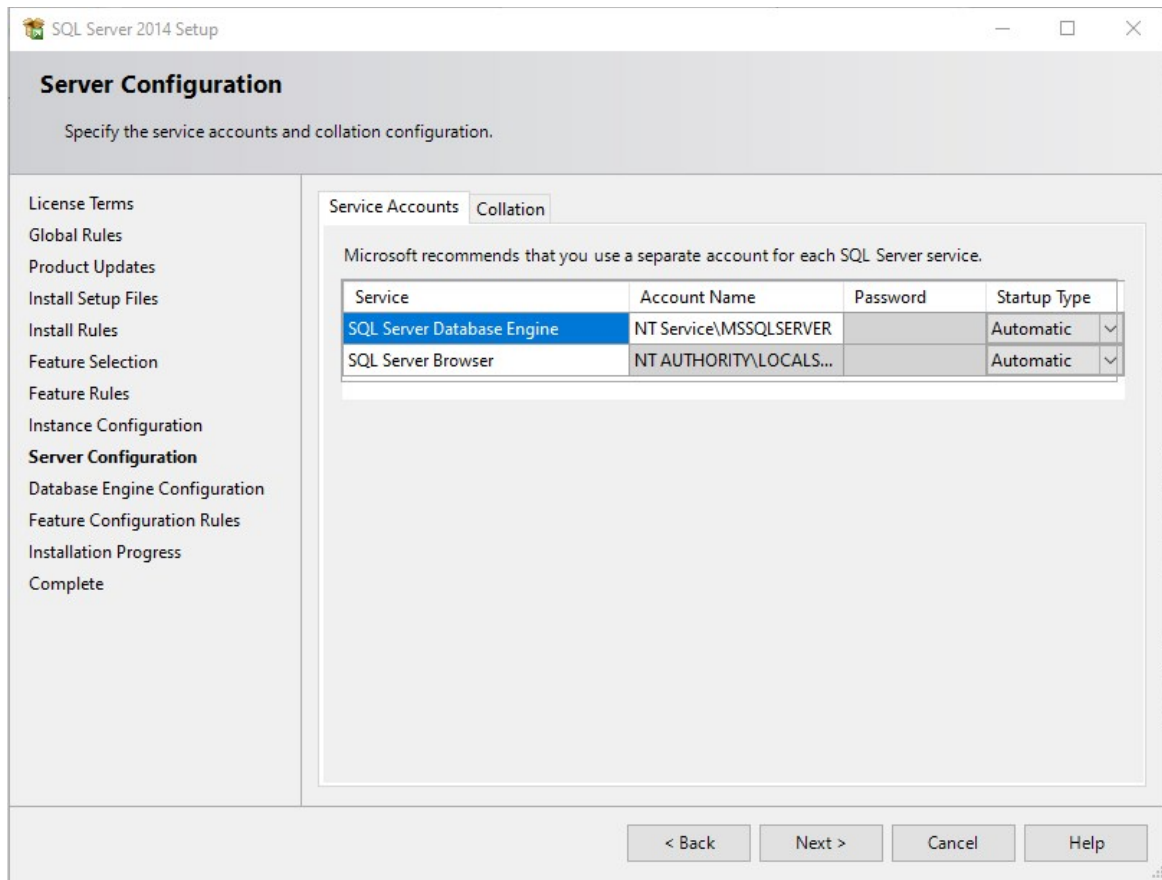 SQL Server 2014 Setup
Server Configuration
Specify the service accounts and collation configuration.
License Terms
Global Rules
Product Updates
Install Setup Files
Install Rules
Feature Selection
Feature Rules
Instance Configuration
Server Configuration
Database Engine Configuration
Feature Configuration Rules
Installation Progress
Complete
Service Accounts Collation
Microsoft recommends that you use a separate account for each SQL Server service.
Service Account Name Password Startup Type
SQL Server Database Engine NT Service\MSSQLSERVER Automatic
SQL Server Browser NT AUTHORITY\LOCALS... Automatic
< Back Next > Cancel Help